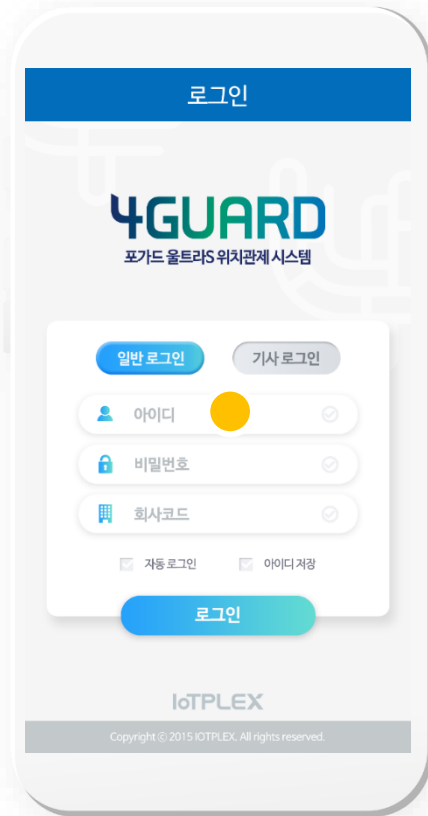 로그인
4GUARD
포가드 울트라S 위치관제 시스템
일반 로그인 기사 로그인
아이디
비밀번호
회사코드
자동 로그인 아이디 저장
로그인
IoTPLEX
Copyright ⓒ 2015 IOTPLEX. All rights reserved.